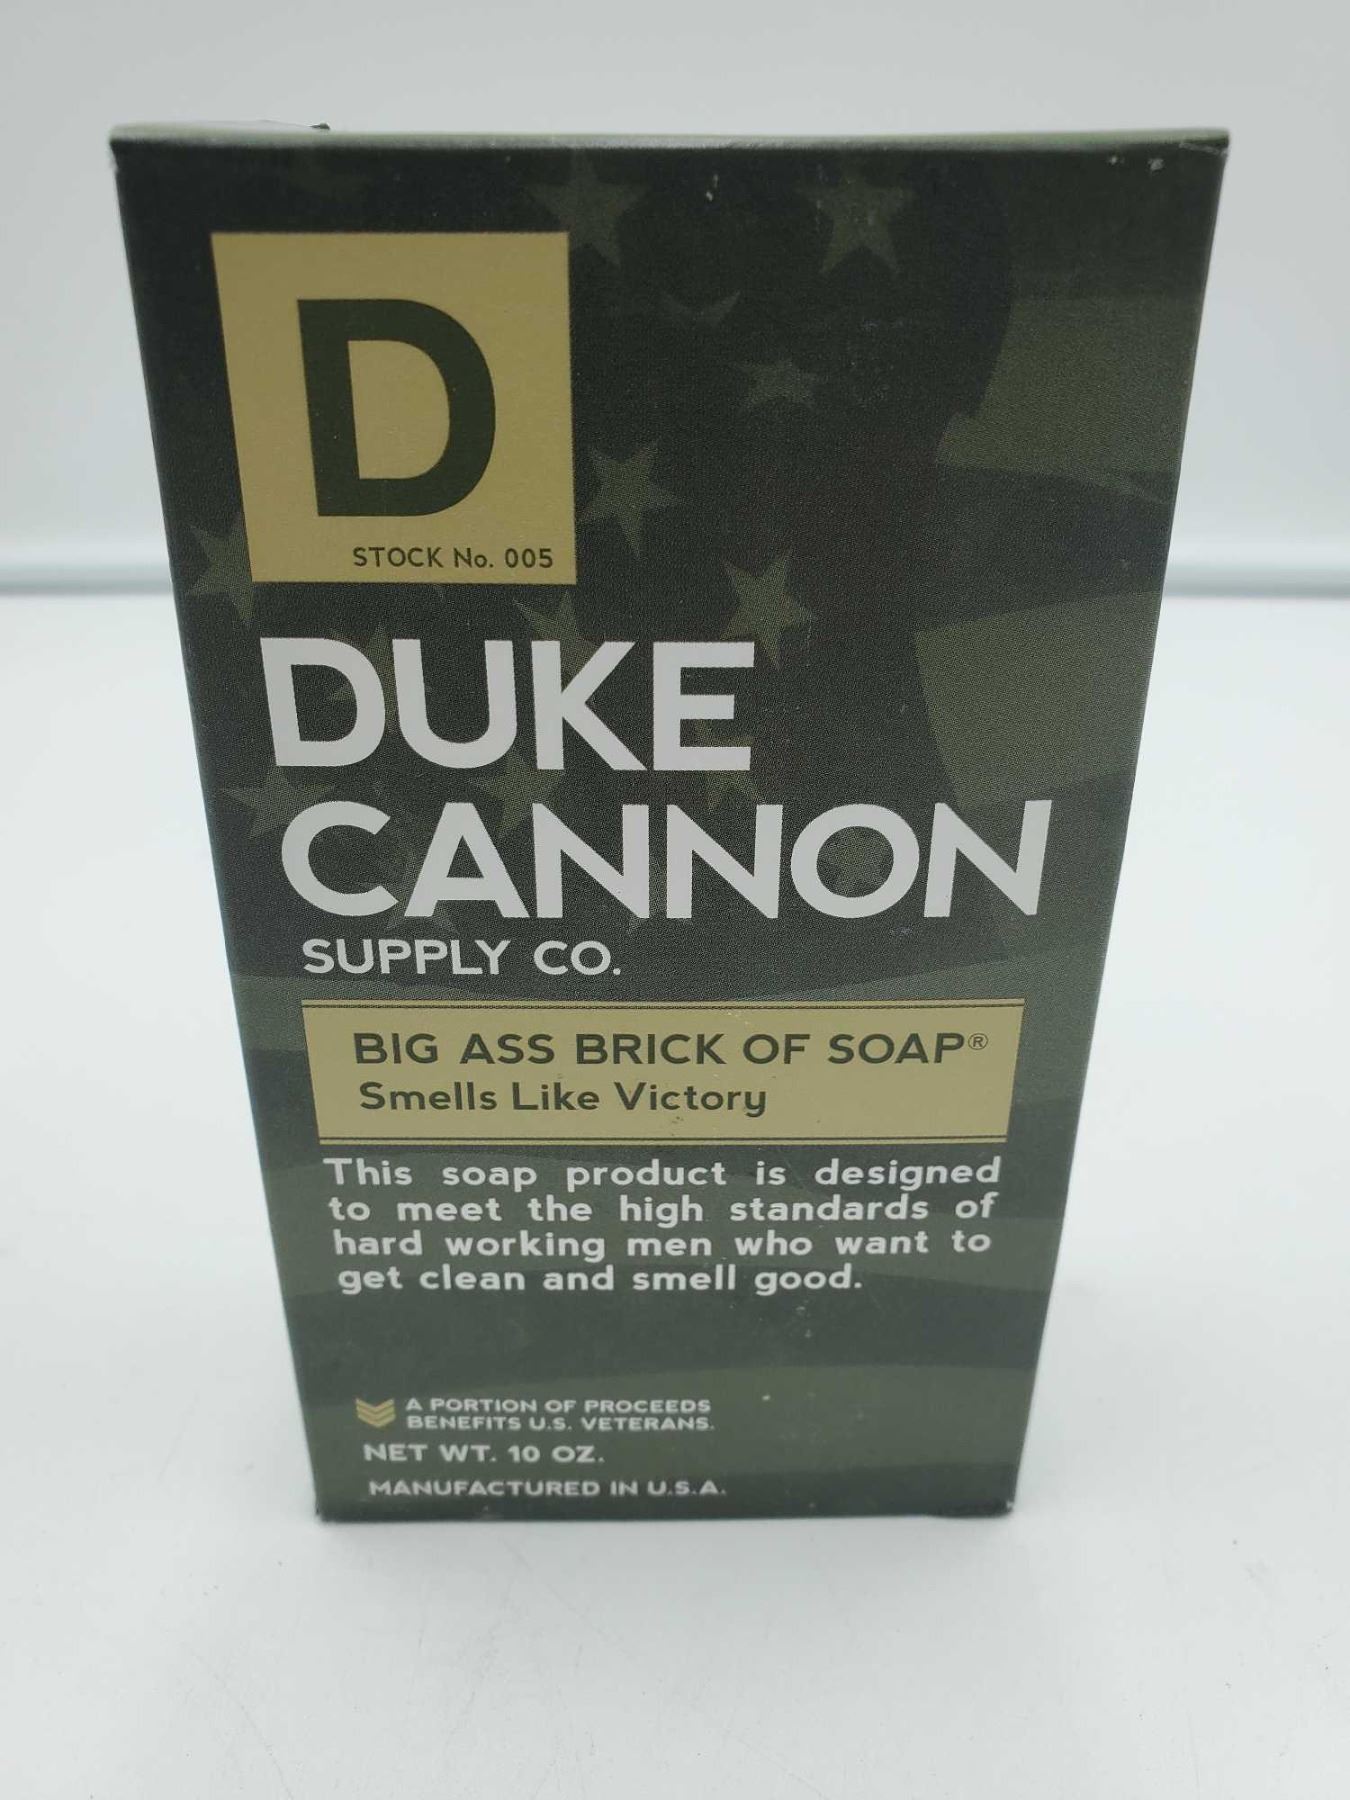 D
STOCK No. 005
DUKE
CANNON
SUPPLY CO.
BIG ASS BRICK OF SOAP®
Smells Like Victory
This soap product is designed
to meet the high standards of
hard working men who want to
get clean and smell good.
A PORTION OF PROCEEDS
BENEFITS U.S. VETERANS.
NET WT. 10 OZ.
MANUFACTURED IN U.S.A.